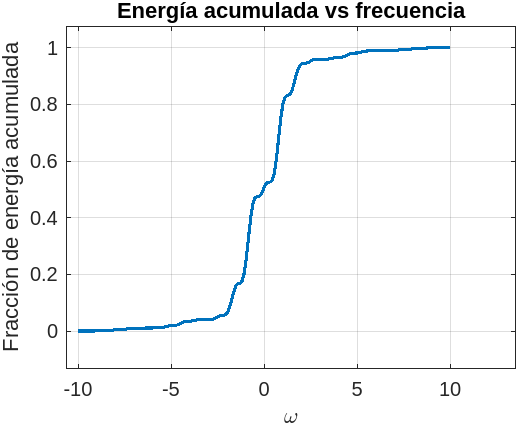 Energía acumulada vs frecuencia
Fracción de energía acumulada
1
0.8
0.6
0.4
0.2
0
-10 -5 0 5 10
ω